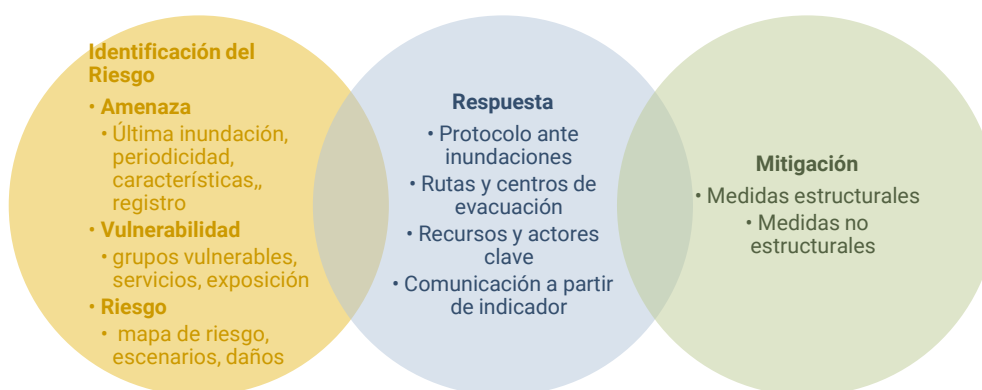 Identificación del
Riesgo
• Amenaza
• Última inundación,
periodicidad,
características,,
registro
• Vulnerabilidad
• grupos vulnerables,
servicios, exposición
• Riesgo
• mapa de riesgo,
escenarios, daños
Respuesta
• Protocolo ante
inundaciones
• Rutas y centros de
evacuación
• Recursos y actores
clave
• Comunicación a partir
de indicador
Mitigación
• Medidas estructurales
• Medidas no
estructurales